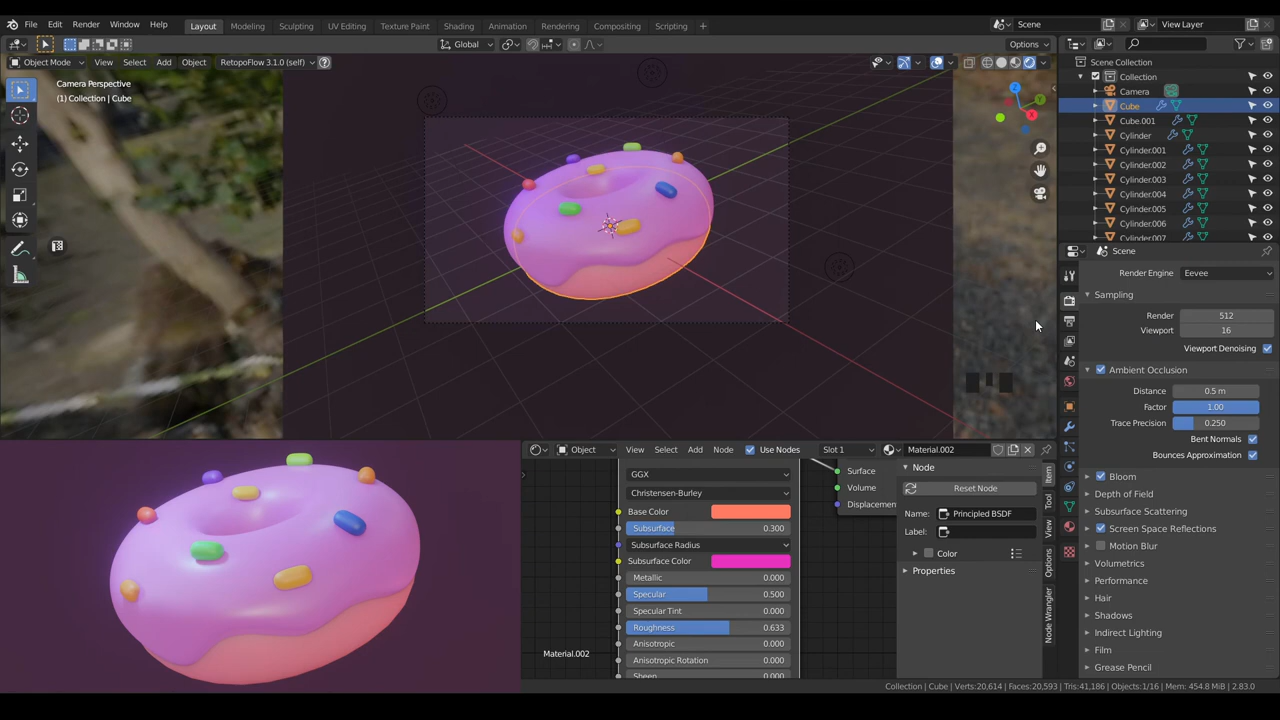 File Edit Render Window Help Layout Modeling Sculpting UV Editing Texture Paint Shading Animation Rendering Compositing Scripting + Scene View Layer
Global Options
Object Mode View Select Add Object RetopoFlow 3.1.0 (self)
Camera Perspective
(1) Collection | Cube
Scene Collection
Collection
Camera
Cube
Cube.001
Cylinder
Cylinder.001
Cylinder.002
Cylinder.003
Cylinder.004
Cylinder.005
Cylinder.006
Cylinder.007
Scene
Render Engine Eevee
Sampling
Render 512
Viewport 16
Viewport Denoising
Ambient Occlusion
Distance 0.5 m
Factor 1.00
Trace Precision 0.250
Bent Normals
Bounces Approximation
Bloom
Depth of Field
Subsurface Scattering
Screen Space Reflections
Motion Blur
Volumetrics
Performance
Hair
Shadows
Indirect Lighting
Film
Grease Pencil
Object View Select Add Node Use Nodes Slot 1 Material.002
GGX
Christensen-Burley
Base Color
Subsurface 0.300
Subsurface Radius
Subsurface Color
Metallic 0.000
Specular 0.500
Specular Tint 0.000
Roughness 0.633
Anisotropic 0.000
Anisotropic Rotation 0.000
Sheen
Material.002
Surface
Volume
Displacemen
Node
Reset Node
Name: Principled BSDF
Label:
Color
Properties
Item
Tool
View
Options
Node Wrangler
Collection | Cube | Verts:20,614 | Faces:20,593 | Tris:41,186 | Objects:1/16 | Mem: 454.8 MiB | 2.83.0